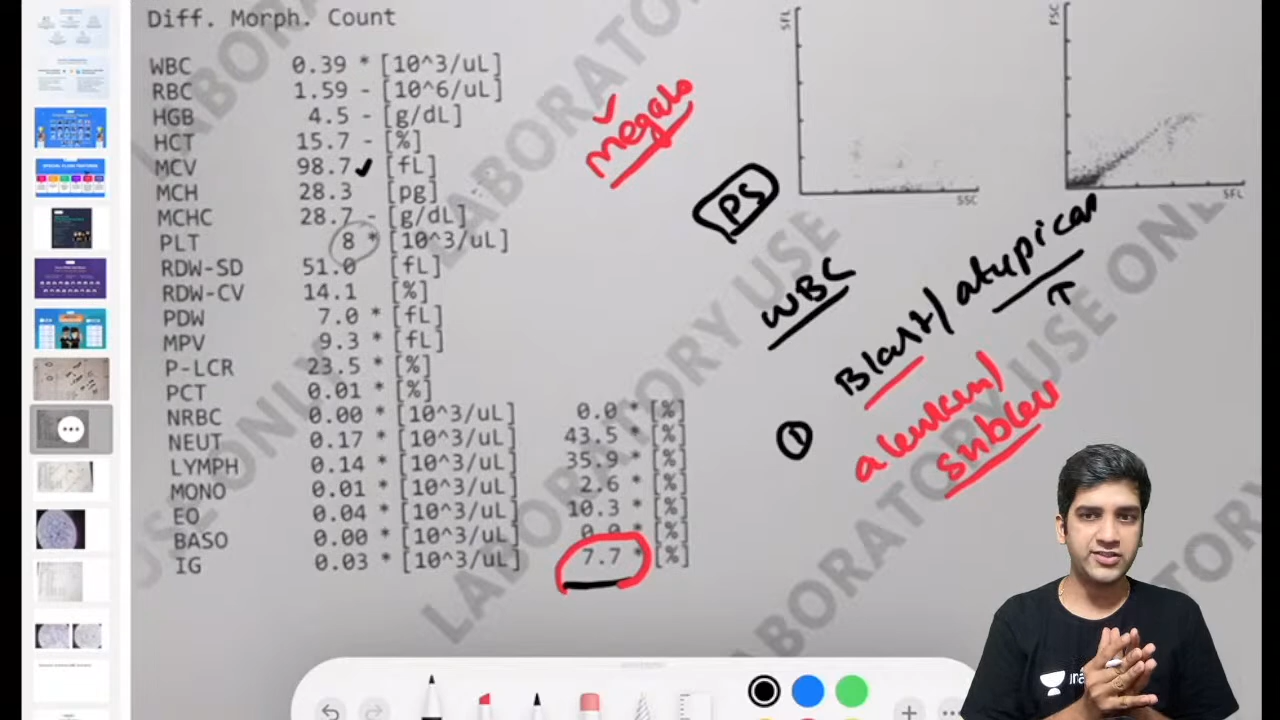 Diff. Morph. Count
WBC 0.39 * [10^3/uL]
RBC 1.59 - [10^6/uL]
HGB 4.5 - [g/dL]
HCT 15.7 - [%]
MCV 98.7 [fL]
MCH 28.3 [pg]
MCHC 28.7 - [g/dL]
PLT 8 * [10^3/uL]
RDW-SD 51.0 [fL]
RDW-CV 14.1 [%]
PDW 7.0 * [fL]
MPV 9.3 * [fL]
P-LCR 23.5 * [%]
PCT 0.01 * [%]
NRBC 0.00 * [10^3/uL] 0.0 * [%]
NEUT 0.17 * [10^3/uL] 43.5 * [%]
LYMPH 0.14 * [10^3/uL] 35.9 * [%]
MONO 0.01 * [10^3/uL] 2.6 * [%]
EO 0.04 * [10^3/uL] 10.3 * [%]
BASO 0.00 * [10^3/uL] 0.0 * [%]
IG 0.03 * [10^3/uL] 7.7 * [%]
SFL
SSC
FSC
SFL
Megalo
PS
WBC
Blast/atypical
①
aleukem/
subleu
LABORATORY USE ONLY